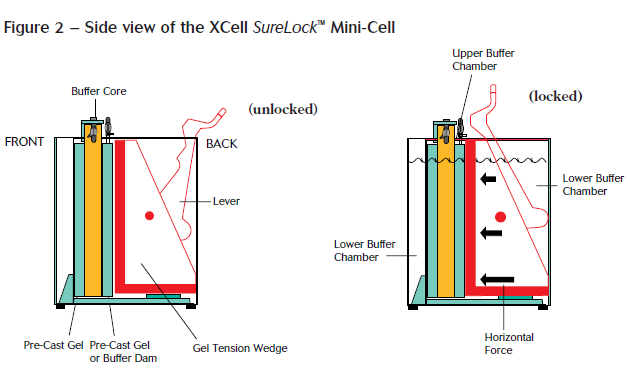 Figure 2 – Side view of the XCell SureLock™ Mini-Cell
Upper Buffer
Chamber
Buffer Core
(unlocked)
(locked)
FRONT
BACK
Lever
Lower Buffer
Chamber
Lower Buffer
Chamber
Pre-Cast Gel
Pre-Cast Gel
or Buffer Dam
Gel Tension Wedge
Horizontal
Force